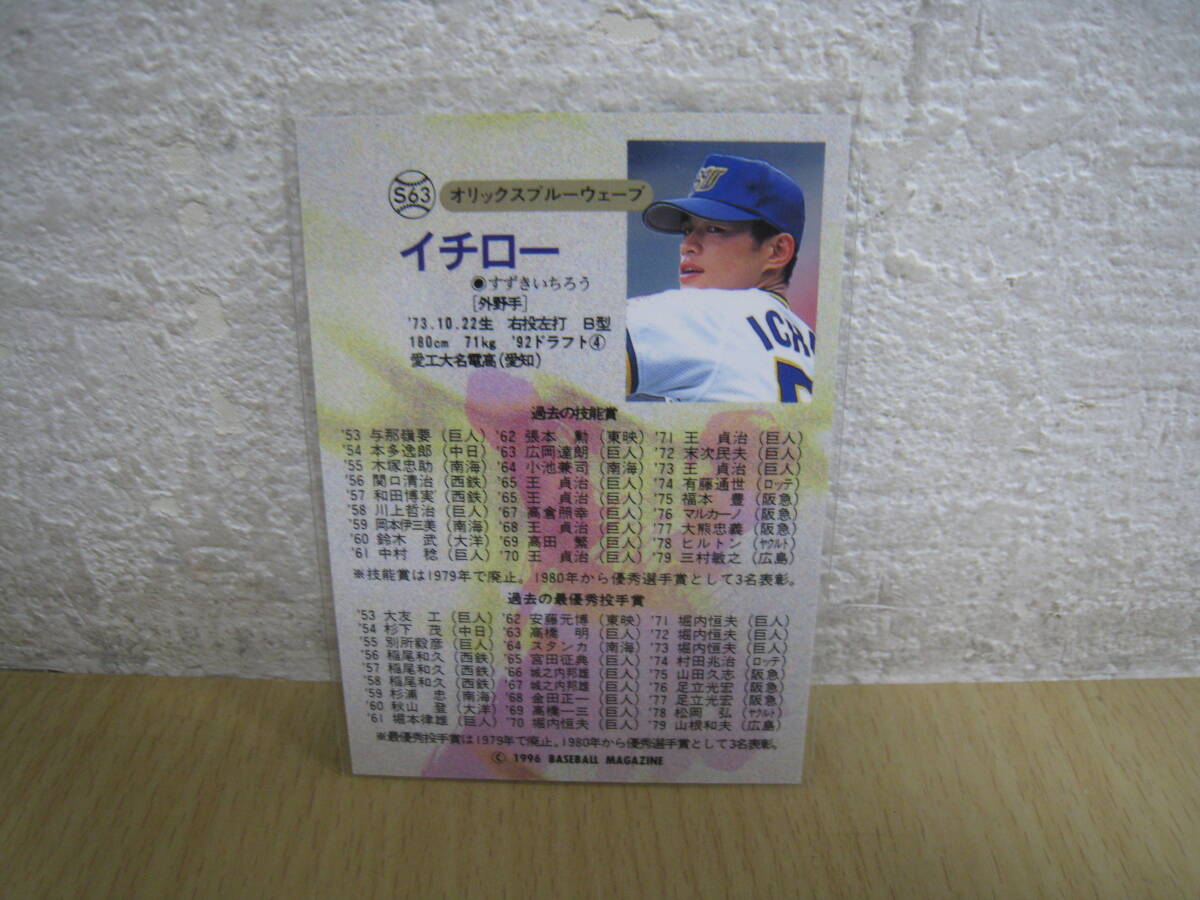 S63 オリックスブルーウェーブ
イチロー
●すずきいちろう
[外野手]
'73.10.22生 右投左打 B型
180cm 71kg '92ドラフト④
愛工大名電高(愛知)
ICH
過去の技能賞
'53 与那嶺要(巨人) '62 張本 勲(東映) '71 王 貞治(巨人)
'54 本多逸郎(中日) '63 広岡達朗(巨人) '72 末次民夫(巨人)
'55 木塚忠助(南海) '64 小池兼司(南海) '73 王 貞治(巨人)
'56 関口清治(西鉄) '65 王 貞治(巨人) '74 有藤通世(ロッテ)
'57 和田博実(西鉄) '65 王 貞治(巨人) '75 福本 豊(阪急)
'58 川上哲治(巨人) '67 高倉照幸(巨人) '76 マルカーノ(阪急)
'59 岡本伊三美(南海) '68 王 貞治(巨人) '77 大熊忠義(阪急)
'60 鈴木 武(大洋) '69 高田 繁(巨人) '78 ヒルトン(ヤクルト)
'61 中村 稔(巨人) '70 王 貞治(巨人) '79 三村敏之(広島)
※技能賞は1979年で廃止。1980年から優秀選手賞として3名表彰。
過去の最優秀投手賞
'53 大友 工(巨人) '62 安藤元博(東映) '71 堀内恒夫(巨人)
'54 杉下 茂(中日) '63 高橋 明(巨人) '72 堀内恒夫(巨人)
'55 別所毅彦(巨人) '64 スタンカ(南海) '73 堀内恒夫(巨人)
'56 稲尾和久(西鉄) '65 宮田征典(巨人) '74 村田兆治(ロッテ)
'57 稲尾和久(西鉄) '66 城之内邦雄(巨人) '75 山田久志(阪急)
'58 稲尾和久(西鉄) '67 城之内邦雄(巨人) '76 足立光宏(阪急)
'59 杉浦 忠(南海) '68 金田正一(巨人) '77 足立光宏(阪急)
'60 秋山 登(大洋) '69 高橋一三(巨人) '78 松岡 弘(ヤクルト)
'61 堀本律雄(巨人) '70 堀内恒夫(巨人) '79 山根和夫(広島)
※最優秀投手賞は1979年で廃止。1980年から優秀選手賞として3名表彰。
© 1996 BASEBALL MAGAZINE